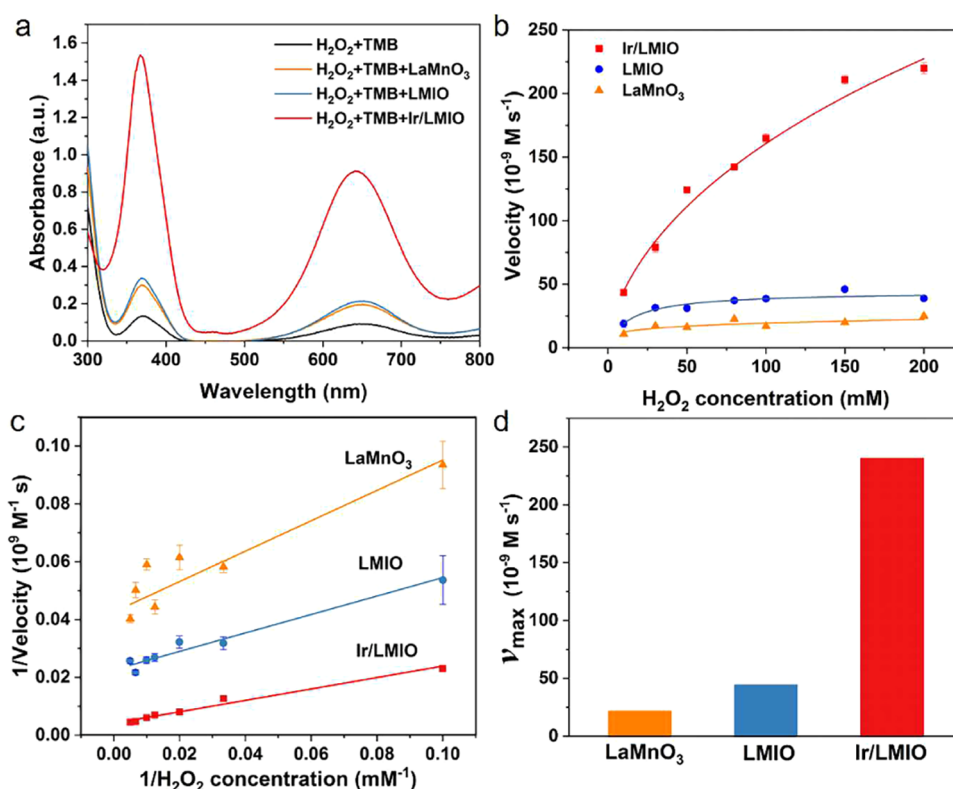 a
Absorbance (a.u.)
1.6
1.4
1.2
1.0
0.8
0.6
0.4
0.2
0.0
300 400 500 600 700 800
Wavelength (nm)
H₂O₂+TMB
H₂O₂+TMB+LaMnO₃
H₂O₂+TMB+LMIO
H₂O₂+TMB+Ir/LMIO
b
Velocity (10⁻⁹ M s⁻¹)
250
200
150
100
50
0
0 50 100 150 200
H₂O₂ concentration (mM)
Ir/LMIO
LMIO
LaMnO₃
c
1/Velocity (10⁹ M⁻¹ s)
0.10
0.08
0.06
0.04
0.02
0.00
0.00 0.02 0.04 0.06 0.08 0.10
1/H₂O₂ concentration (mM⁻¹)
LaMnO₃
LMIO
Ir/LMIO
d
νmax (10⁻⁹ M s⁻¹)
250
200
150
100
50
0
LaMnO₃ LMIO Ir/LMIO